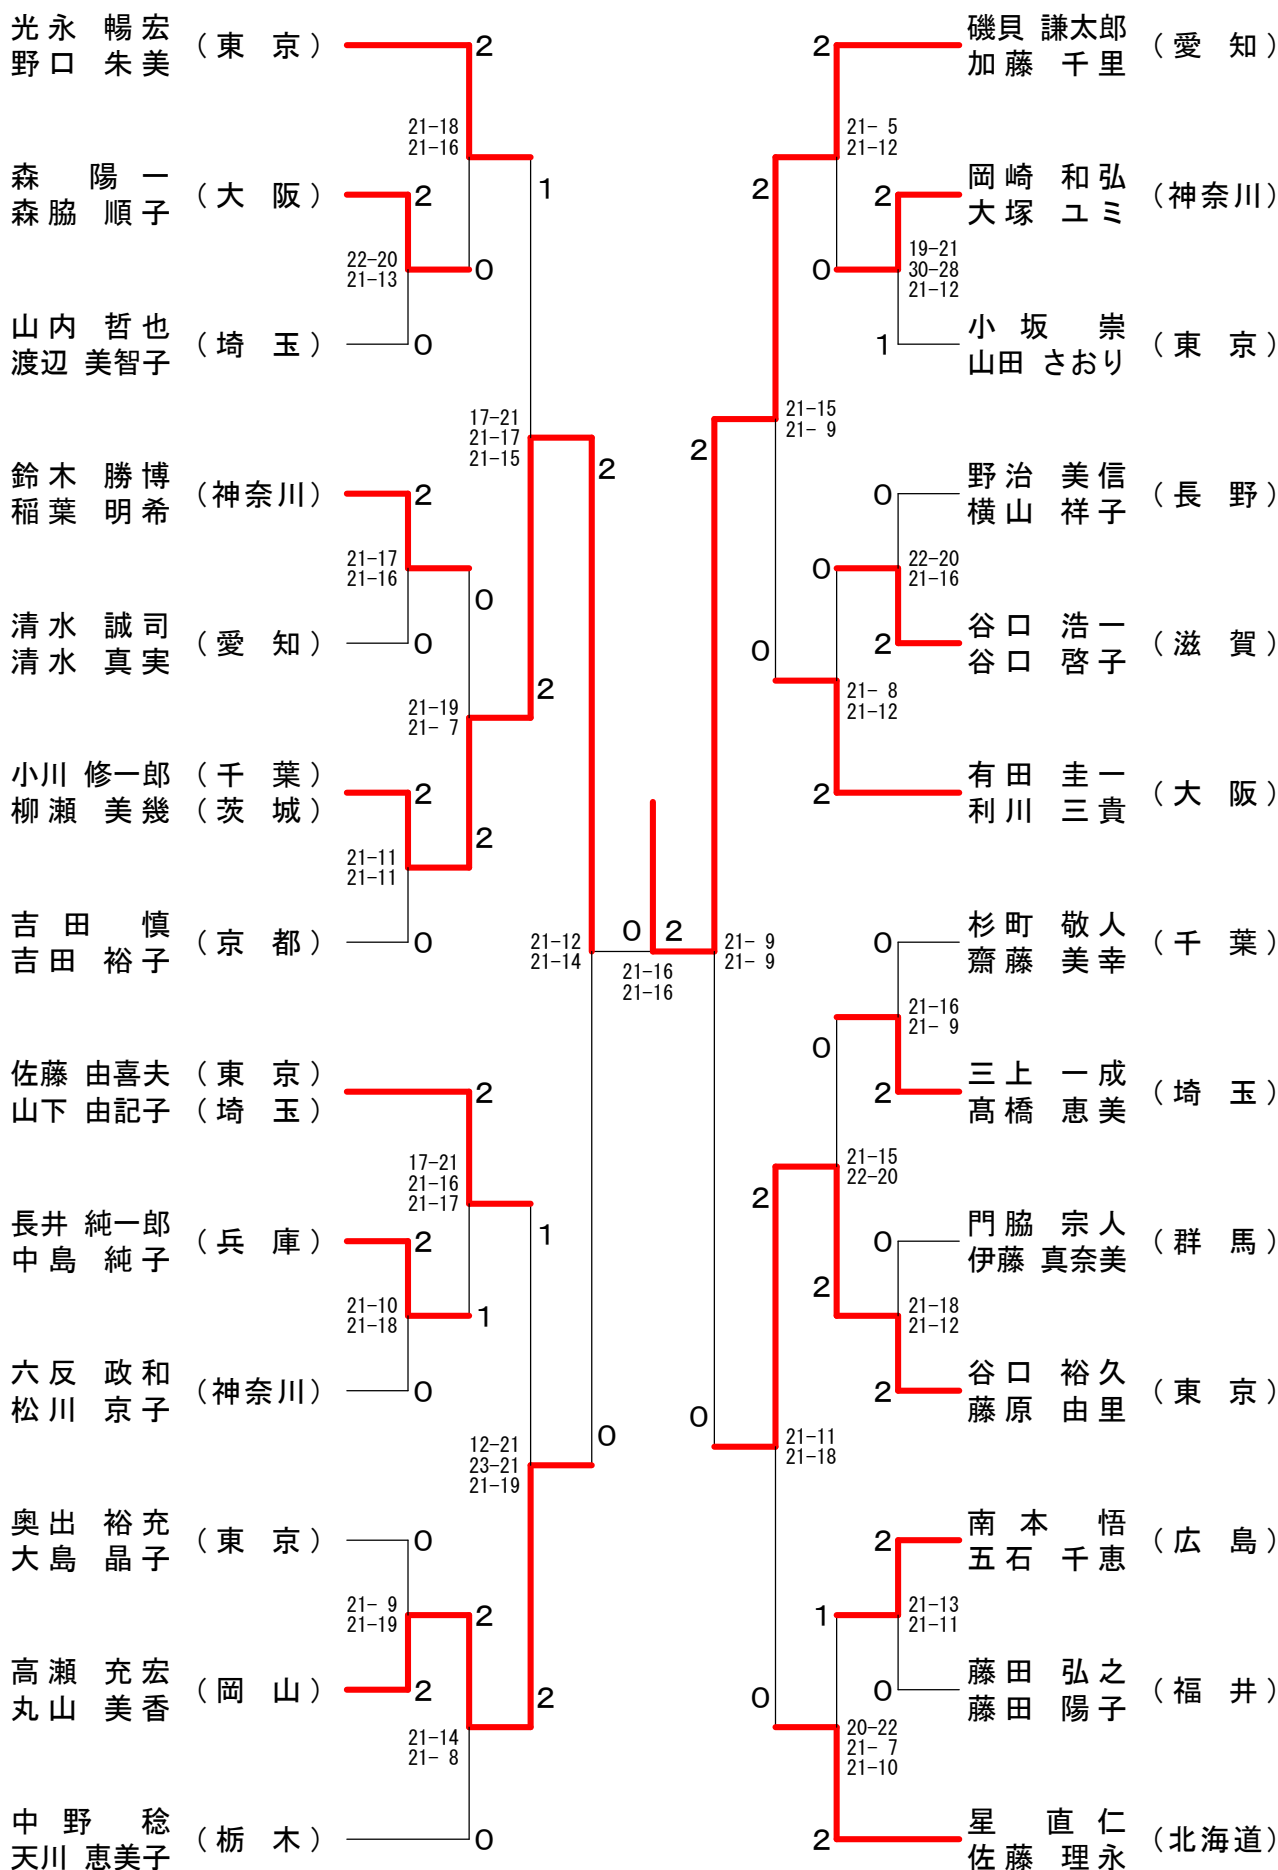 光永 暢宏
野口 朱美
(東 京)
2
21-18
21-16
森 陽一
森脇 順子
(大 阪)
2
1
22-20
21-13
0
山内 哲也
渡辺 美智子
(埼 玉)
0
17-21
21-17
21-15
2
鈴木 勝博
稲葉 明希
(神奈川)
2
21-17
21-16
0
清水 誠司
清水 真実
(愛 知)
0
2
21-19
21- 7
小川 修一郎 (千 葉)
柳瀬 美幾 (茨 城)
2
2
21-11
21-11
吉田 慎
吉田 裕子
(京 都)
0
21-12
21-14
0
2
21-16
21-16
佐藤 由喜夫 (東 京)
山下 由記子 (埼 玉)
2
17-21
21-16
21-17
長井 純一郎
中島 純子
(兵 庫)
2
1
21-10
21-18
1
六反 政和
松川 京子
(神奈川)
0
12-21
23-21
21-19
0
奥出 裕充
大島 晶子
(東 京)
0
21- 9
21-19
2
高瀬 充宏
丸山 美香
(岡 山)
2
2
21-14
21- 8
中野 稔
天川 恵美子
(栃 木)
0
2
磯貝 謙太郎
加藤 千里
(愛 知)
21- 5
21-12
2
2
岡崎 和弘
大塚 ユミ
(神奈川)
0
19-21
30-28
21-12
1
小坂 崇
山田 さおり
(東 京)
21-15
21- 9
2
0
野治 美信
横山 祥子
(長 野)
0
22-20
21-16
0
2
谷口 浩一
谷口 啓子
(滋 賀)
21- 8
21-12
2
有田 圭一
利川 三貴
(大 阪)
0
杉町 敬人
齋藤 美幸
(千 葉)
21- 9
21- 9
21-16
21- 9
0
2
三上 一成
髙橋 恵美
(埼 玉)
21-15
22-20
2
0
門脇 宗人
伊藤 真奈美
(群 馬)
2
21-18
21-12
2
谷口 裕久
藤原 由里
(東 京)
0
21-11
21-18
2
南本 悟
五石 千恵
(広 島)
1
21-13
21-11
0
0
藤田 弘之
藤田 陽子
(福 井)
20-22
21- 7
21-10
2
星 直仁
佐藤 理永
(北海道)